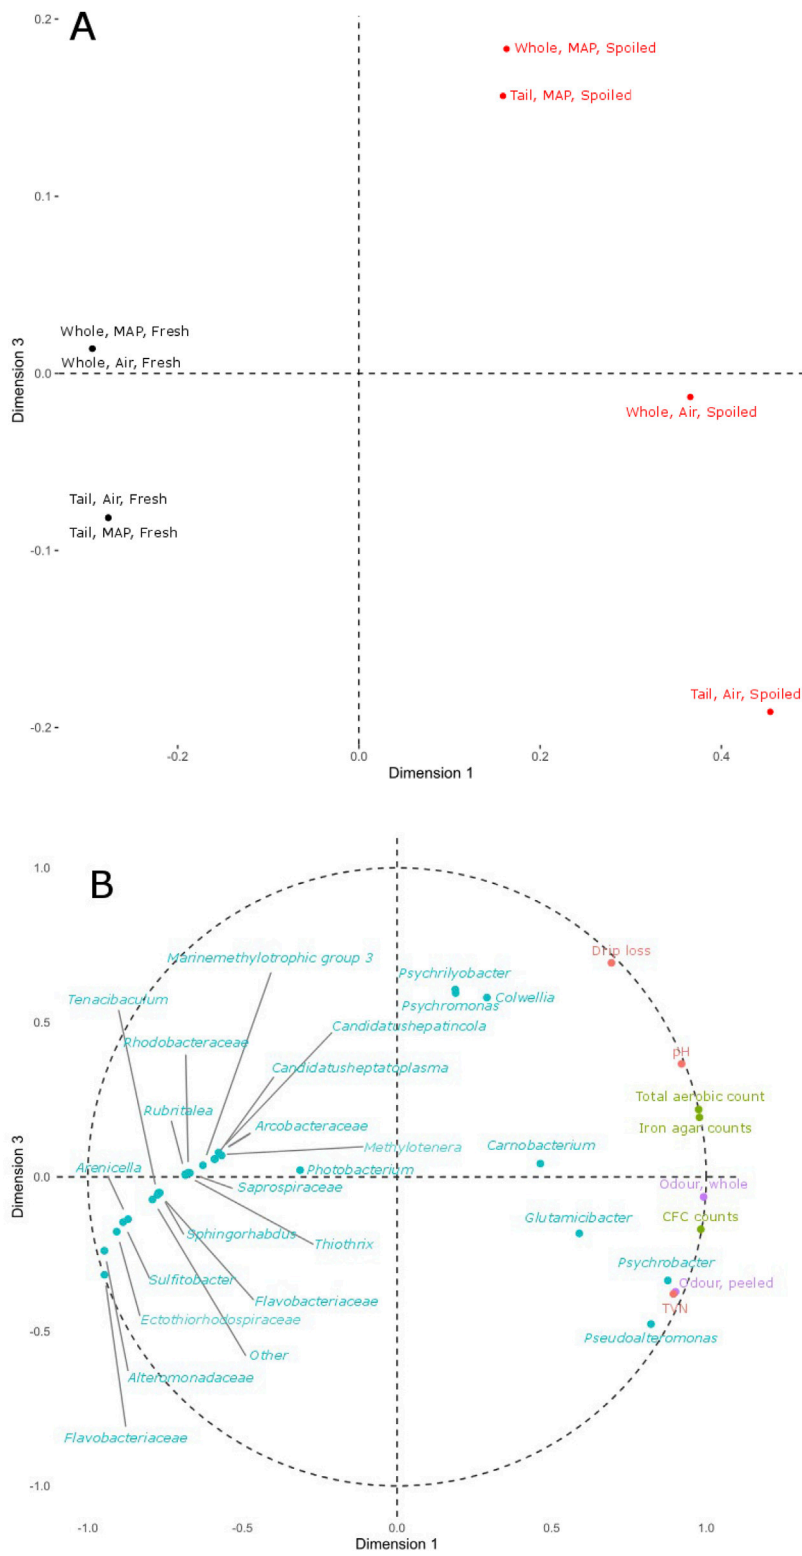 A
0.2
Whole, MAP, Spoiled
Tail, MAP, Spoiled
0.1
Whole, MAP, Fresh
Whole, Air, Fresh
0.0
Dimension 3
Whole, Air, Spoiled
Tail, Air, Fresh
Tail, MAP, Fresh
-0.1
Tail, Air, Spoiled
-0.2
-0.2 0.0 0.2 0.4
Dimension 1
B
1.0
Marinemethylotrophic group 3
Drip loss
Psychrilyobacter
Tenacibaculum
Psychromonas
Colwellia
0.5
Candidatushepatincola
Rhodobacteraceae
pH
Candidatusheptatoplasma
Total aerobic count
Rubritalea
Iron agan counts
Arcobacteraceae
Methylotenera
Carnobacterium
Dimension 3
Arenicella
Photobacterium
0.0
Saprospiraceae
Odour, whole
Glutamicibacter
CFC counts
Sphingorhabdus
Thiothrix
Psychrobacter
Sulfitobacter
Odour, peeled
Flavobacteriaceae
TVN
Ectothiorhodospiraceae
-0.5
Pseudoalteromonas
Other
Alteromonadaceae
Flavobacteriaceae
-1.0
-1.0 -0.5 0.0 0.5 1.0
Dimension 1